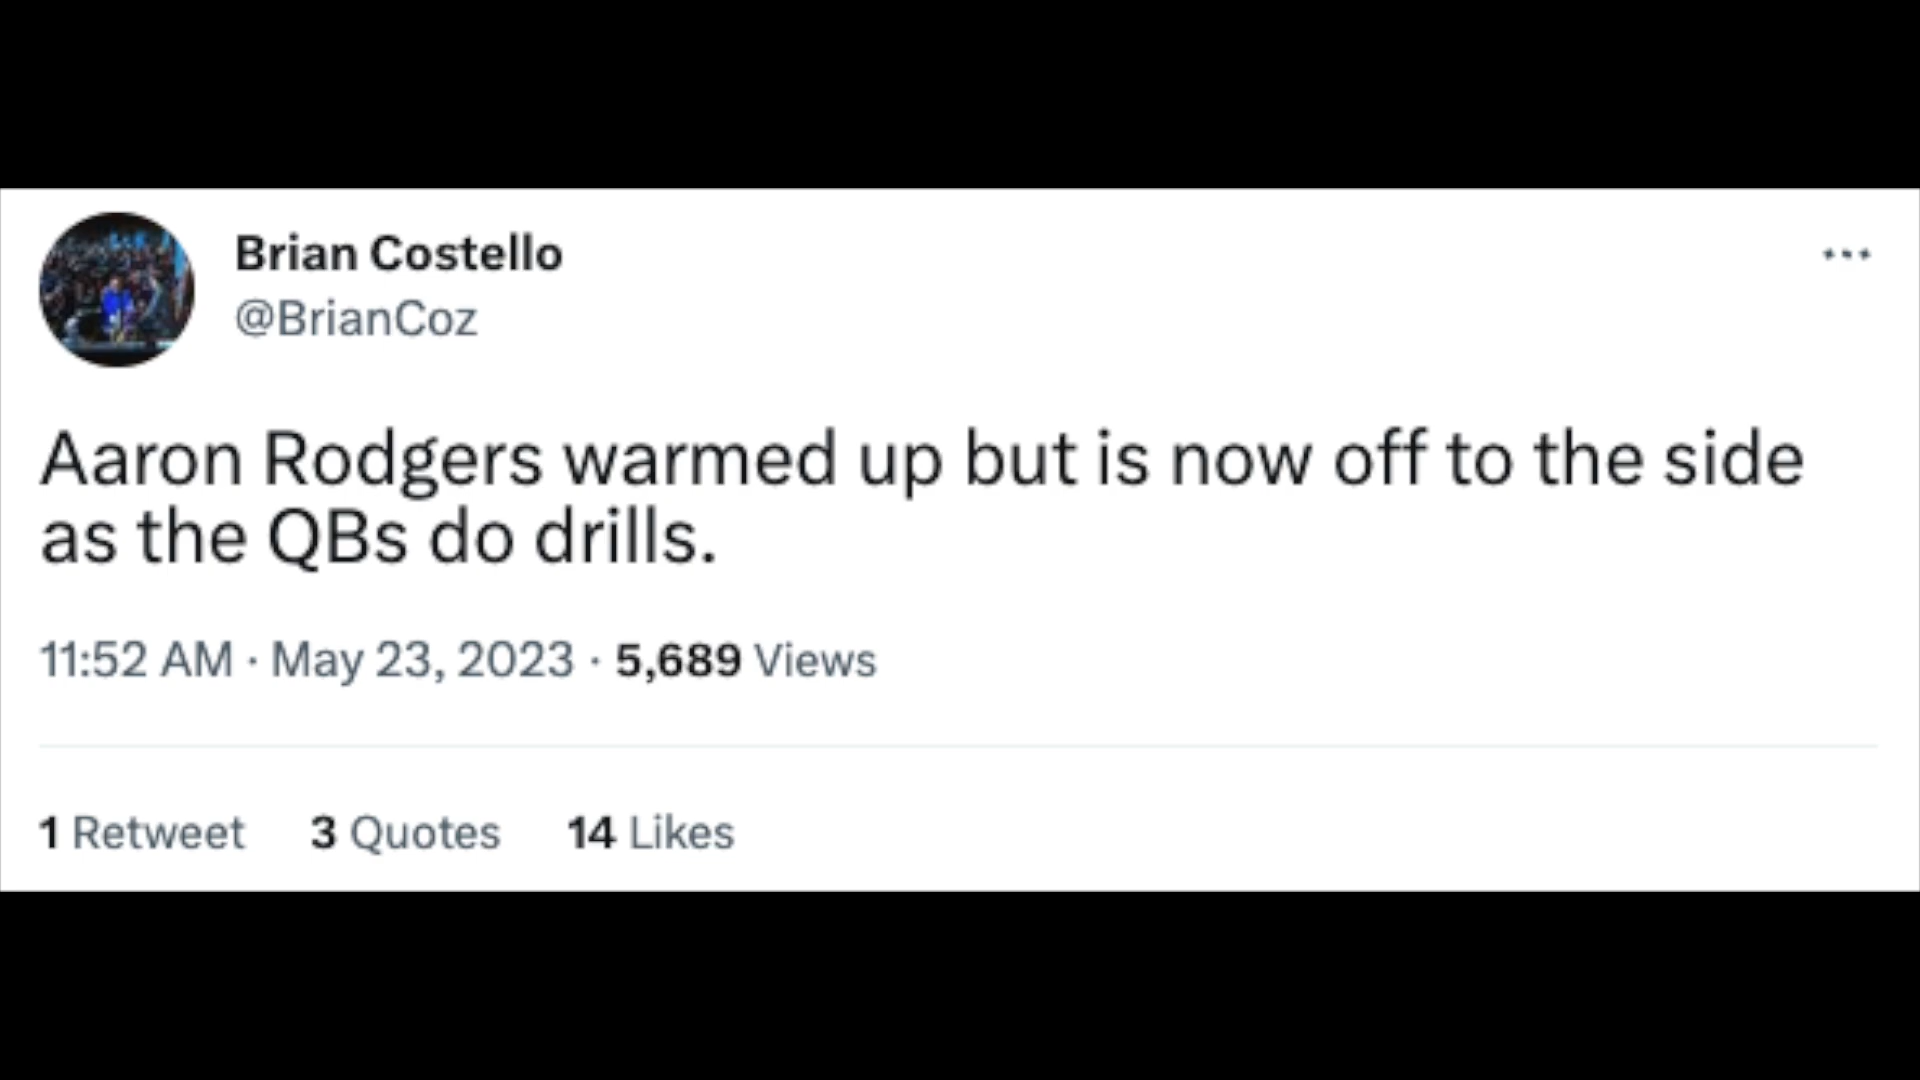 Brian Costello
@BrianCoz
Aaron Rodgers warmed up but is now off to the side
as the QBs do drills.
11:52 AM · May 23, 2023 · 5,689 Views
1 Retweet 3 Quotes 14 Likes